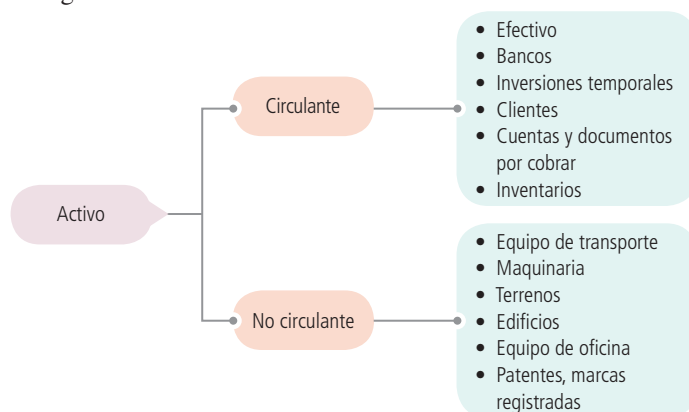 Activo
Circulante
• Efectivo
• Bancos
• Inversiones temporales
• Clientes
• Cuentas y documentos
por cobrar
• Inventarios
No circulante
• Equipo de transporte
• Maquinaria
• Terrenos
• Edificios
• Equipo de oficina
• Patentes, marcas
registradas